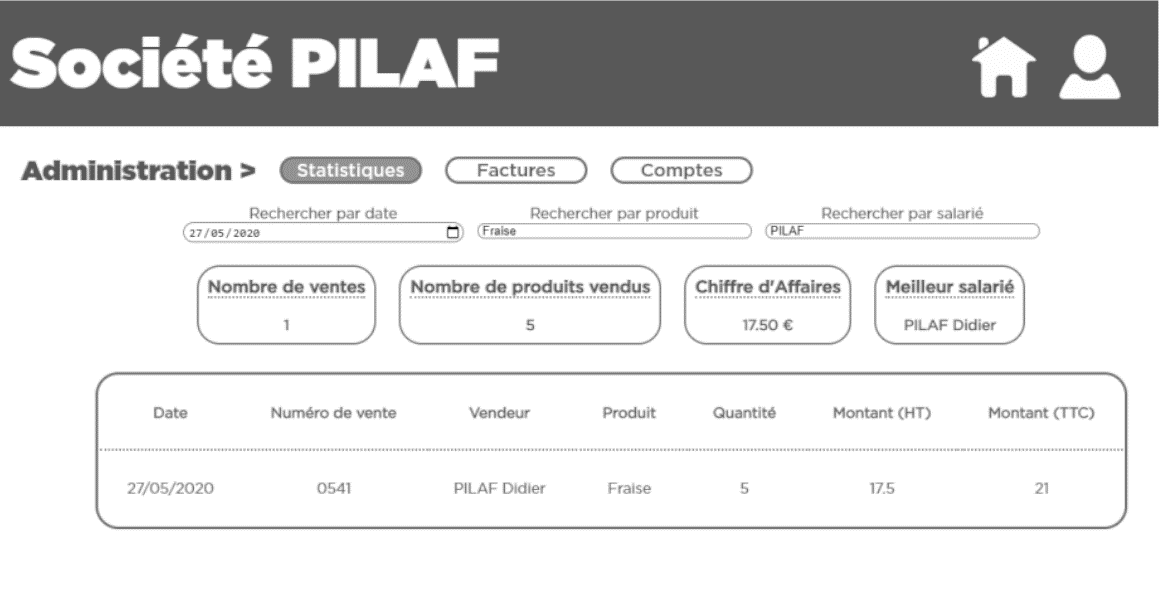 Société PILAF
Administration > Statistiques Factures Comptes
Rechercher par date Rechercher par produit Rechercher par salarié
27/05/2020 Fraise PILAF
Nombre de ventes Nombre de produits vendus Chiffre d'Affaires Meilleur salarié
1 5 17.50 € PILAF Didier
Date Numéro de vente Vendeur Produit Quantité Montant (HT) Montant (TTC)
27/05/2020 0541 PILAF Didier Fraise 5 17.5 21